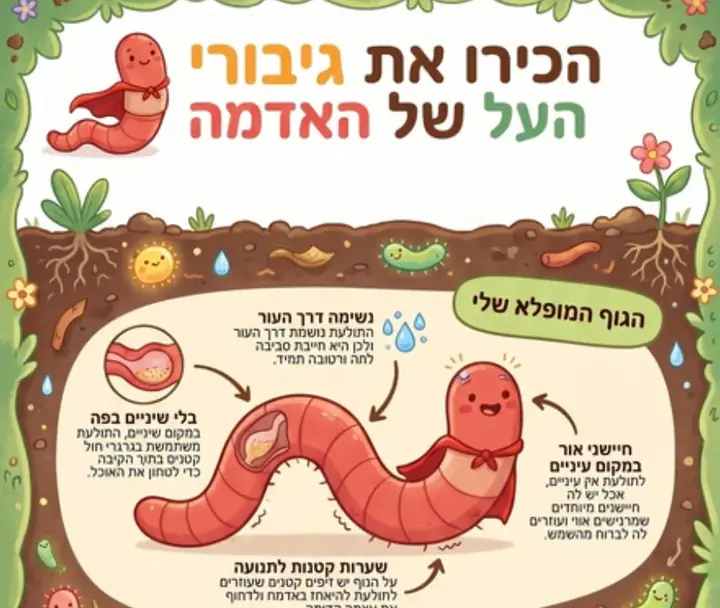 הכירו את גיבורי
העל של האדמה
הגוף המופלא שלי
נשימה דרך העור
התולעת נושמת דרך העור
ולכן היא חייבת סביבה
לחה ורטובה תמיד.
חיישני אור
במקום עיניים
לתולעת אין עיניים,
אבל יש לה
חיישנים מיוחדים
שמרגישים אווי ועוזרים
לה לברוח מהשמש.
בלי שיניים בפה
במקום שיניים, התולעת
משתמשת בגרגרי חול
קטנים בתוך הקיבה
כדי לטחון את האוכל.
שערות קטנות לתנועה
על הגוף יש זיפים קטנים שעוזרים
לתולעת להיאחז באדמה ולדחוף